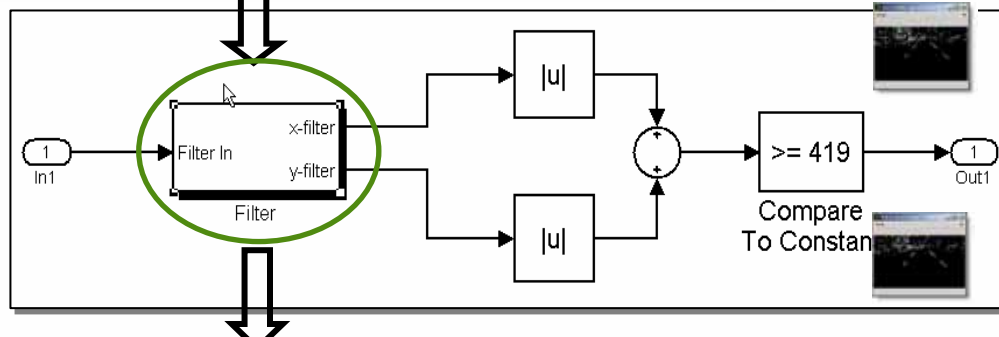 1
In1
Filter In
x-filter
y-filter
Filter
|u|
|u|
+
+
>= 419
Compare
To Constan
1
Out1